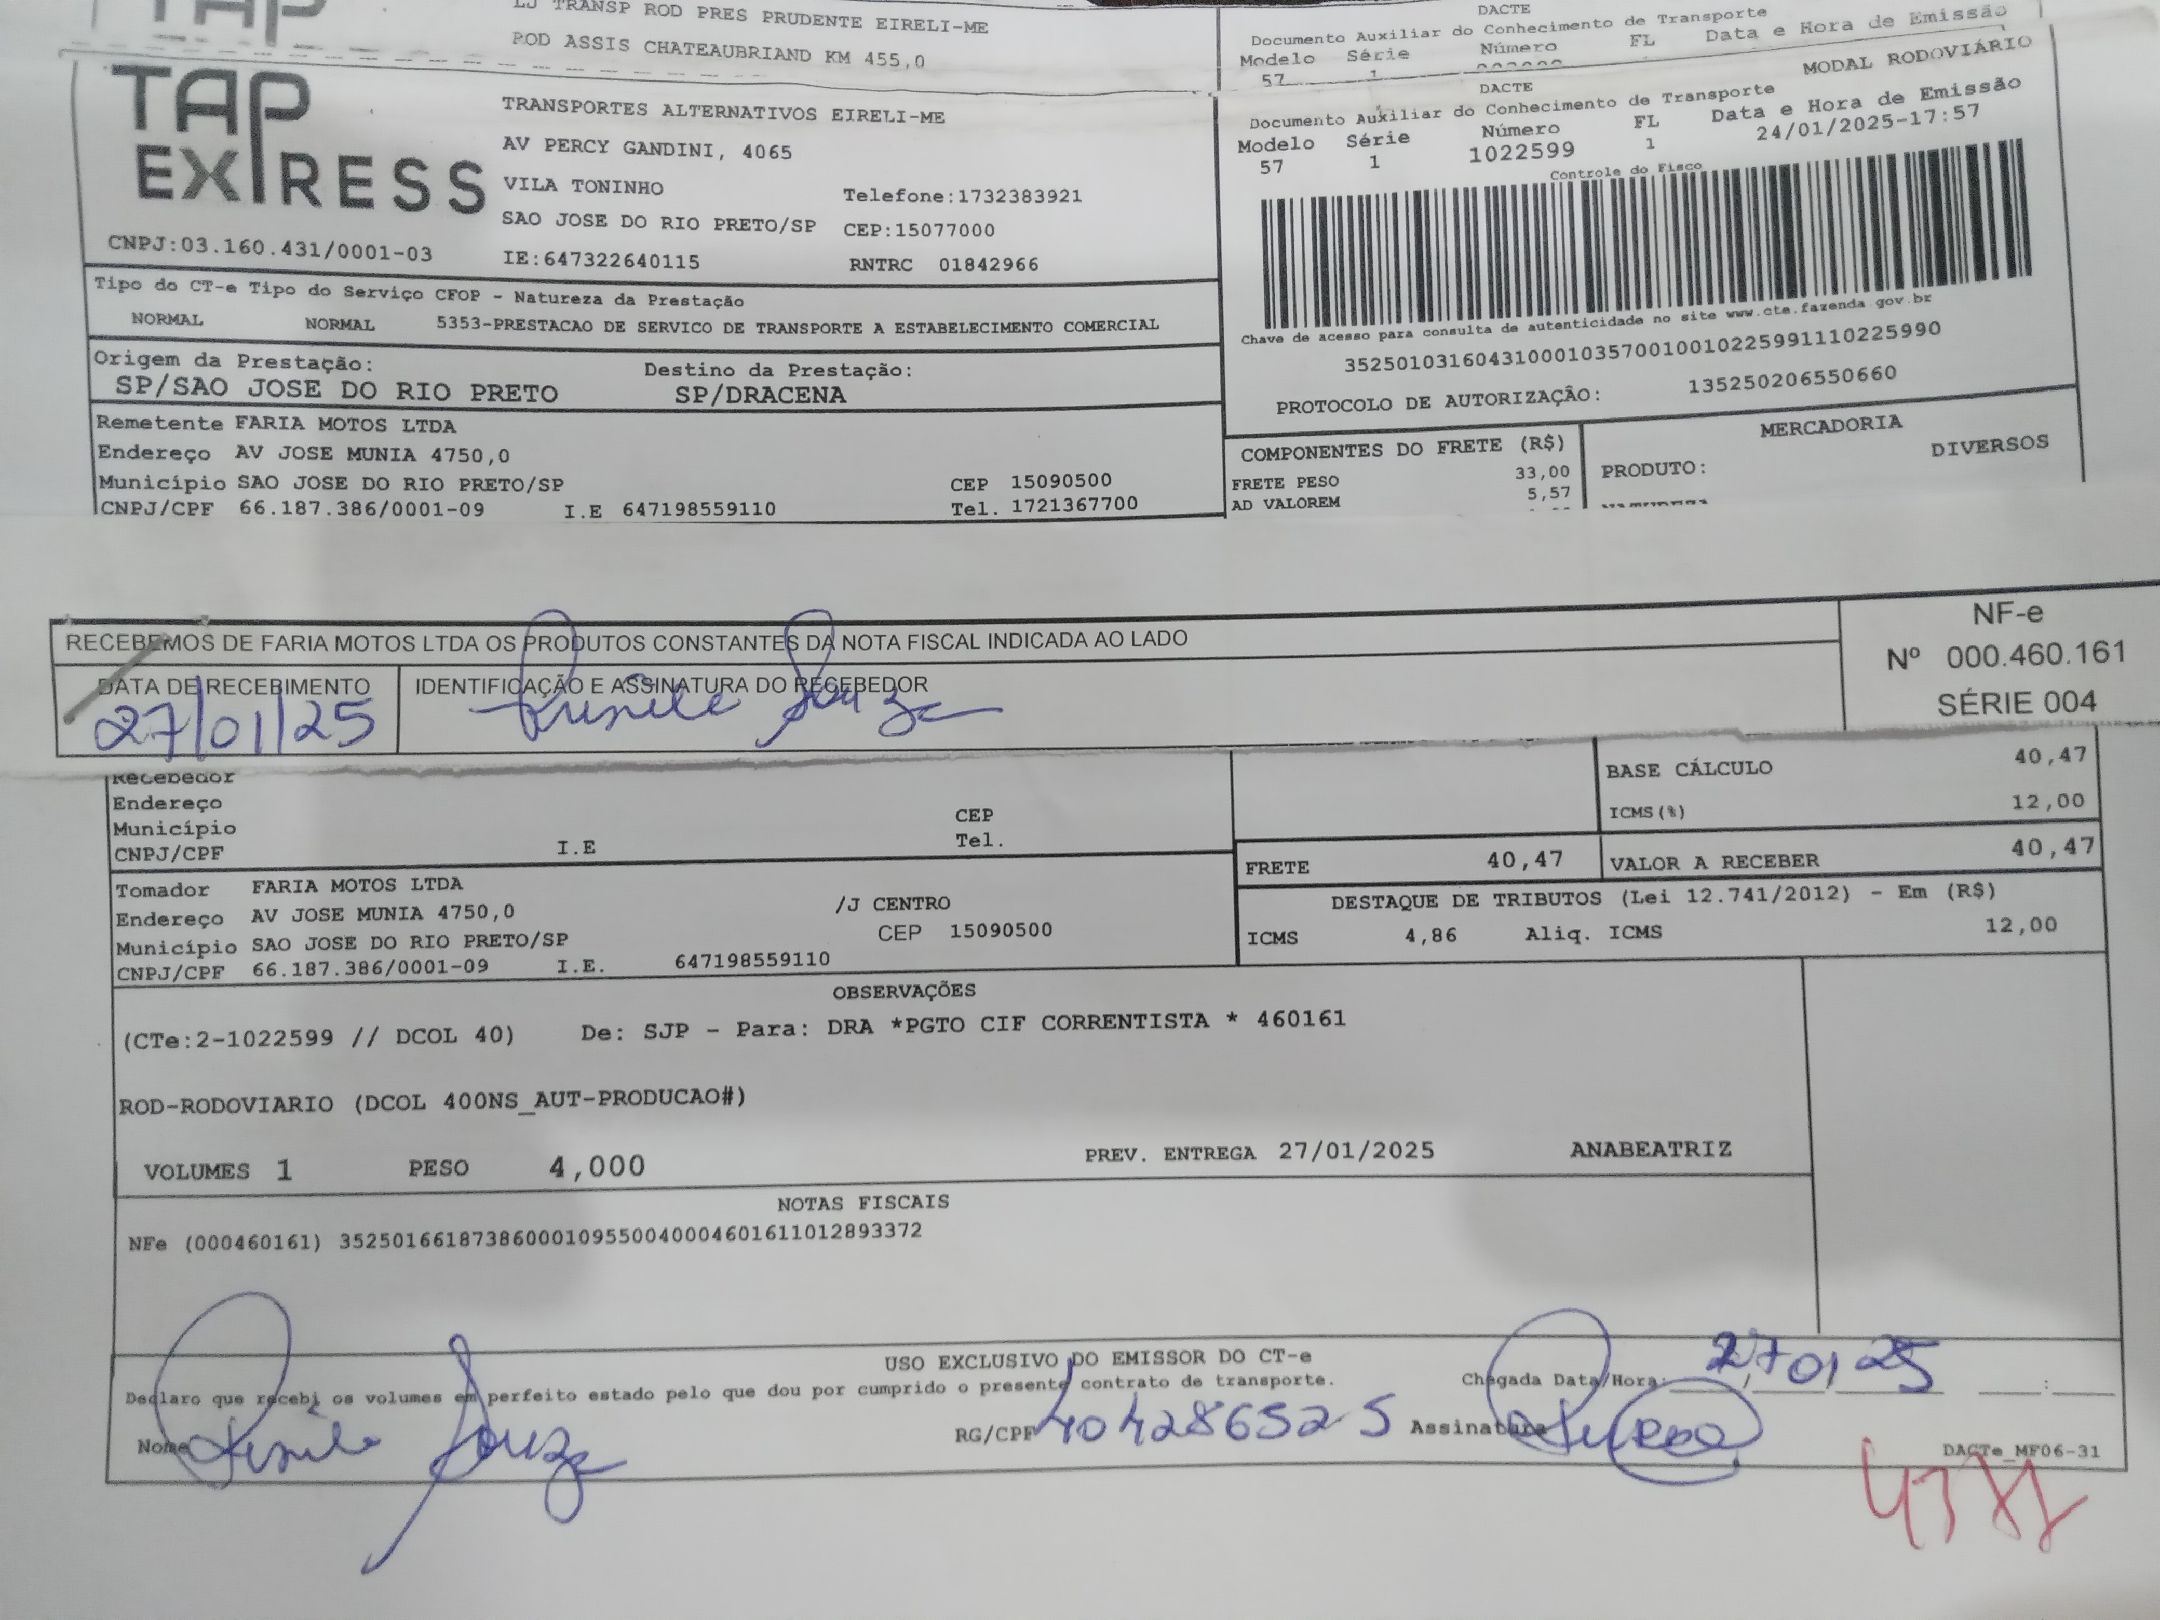 TAP
LJ TRANSP ROD PRES PRUDENTE EIRELI-ME
ROD ASSIS CHATEAUBRIAND KM 455,0
DACTE
Documento Auxiliar do Conhecimento de Transporte
Modelo Série Número FL Data e Hora de Emissão
57 1
MODAL RODOVIÁRIO
TAP EXPRESS
CNPJ:03.160.431/0001-03
TRANSPORTES ALTERNATIVOS EIRELI-ME
AV PERCY GANDINI, 4065
VILA TONINHO Telefone:1732383921
SAO JOSE DO RIO PRETO/SP CEP:15077000
IE:647322640115 RNTRC 01842966
DACTE
Documento Auxiliar do Conhecimento de Transporte
Modelo Série Número FL Data e Hora de Emissão
57 1 1022599 1 24/01/2025-17:57
Controle do Fisco
Chave de acesso para consulta de autenticidade no site www.cte.fazenda.gov.br
35250103160431000103570010010225991110225990
PROTOCOLO DE AUTORIZAÇÃO: 135250206550660
Tipo do CT-e Tipo do Serviço CFOP - Natureza da Prestação
NORMAL NORMAL 5353-PRESTACAO DE SERVICO DE TRANSPORTE A ESTABELECIMENTO COMERCIAL
Origem da Prestação: Destino da Prestação:
SP/SAO JOSE DO RIO PRETO SP/DRACENA
Remetente FARIA MOTOS LTDA
Endereço AV JOSE MUNIA 4750,0
Município SAO JOSE DO RIO PRETO/SP CEP 15090500
CNPJ/CPF 66.187.386/0001-09 I.E 647198559110 Tel. 1721367700
COMPONENTES DO FRETE (R$)
FRETE PESO 33,00
AD VALOREM 5,57
MERCADORIA
PRODUTO: DIVERSOS
RECEBEMOS DE FARIA MOTOS LTDA OS PRODUTOS CONSTANTES DA NOTA FISCAL INDICADA AO LADO
DATA DE RECEBIMENTO IDENTIFICAÇÃO E ASSINATURA DO RECEBEDOR
27/01/25 Souza
NF-e
Nº 000.460.161
SÉRIE 004
Recebedor
Endereço
Município CEP
CNPJ/CPF I.E Tel.
BASE CÁLCULO 40,47
ICMS(%) 12,00
FRETE 40,47 VALOR A RECEBER 40,47
Tomador FARIA MOTOS LTDA
Endereço AV JOSE MUNIA 4750,0 /J CENTRO
Município SAO JOSE DO RIO PRETO/SP CEP 15090500
CNPJ/CPF 66.187.386/0001-09 I.E. 647198559110
DESTAQUE DE TRIBUTOS (Lei 12.741/2012) - Em (R$)
ICMS 4,86 Aliq. ICMS 12,00
OBSERVAÇÕES
(CTe:2-1022599 // DCOL 40) De: SJP - Para: DRA *PGTO CIF CORRENTISTA * 460161
ROD-RODOVIARIO (DCOL 400NS_AUT-PRODUCAO#)
VOLUMES 1 PESO 4,000 PREV. ENTREGA 27/01/2025 ANABEATRIZ
NOTAS FISCAIS
NFe (000460161) 35250166187386000109550040004601611012893372
USO EXCLUSIVO DO EMISSOR DO CT-e
Declaro que recebi os volumes em perfeito estado pelo que dou por cumprido o presente contrato de transporte.
Chegada Data/Hora: 27/01/25
Nome Souza RG/CPF 404286525 Assinatura
DACTe_MF06-31